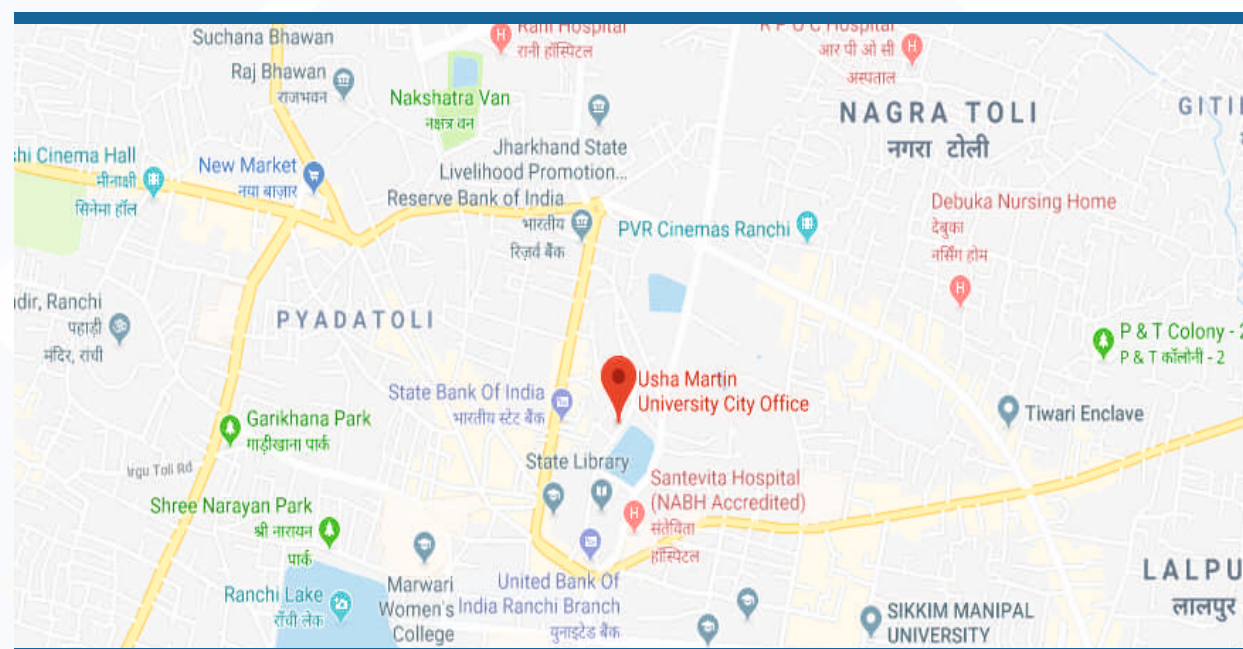 Suchana Bhawan
Raj Bhawan
राजभवन
Rani Hospital
रानी हॉस्पिटल
Nakshatra Van
नक्षत्र वन
R P O C Hospital
आर पी ओ सी
अस्पताल
NAGRA TOLI
नगरा टोली
GITI
hi Cinema Hall
मीनाक्षी
सिनेमा हॉल
New Market
नया बाज़ार
Jharkhand State
Livelihood Promotion...
Reserve Bank of India
भारतीय
रिज़र्व बैंक
PVR Cinemas Ranchi
Debuka Nursing Home
देबुका
नर्सिंग होम
dir, Ranchi
पहाड़ी
मंदिर, रांची
PYADATOLI
P & T Colony - 2
P & T कॉलोनी - 2
State Bank Of India
भारतीय स्टेट बैंक
Usha Martin
University City Office
Tiwari Enclave
Garikhana Park
गाड़ीखाना पार्क
Irgu Toli Rd
State Library
Santevita Hospital
(NABH Accredited)
संतेविता
हॉस्पिटल
Shree Narayan Park
श्री नारायन
पार्क
Ranchi Lake
राँची लेक
Marwari
Women's
College
United Bank Of
India Ranchi Branch
युनाइटेड बैंक
SIKKIM MANIPAL
UNIVERSITY
LALPU
लालपुर